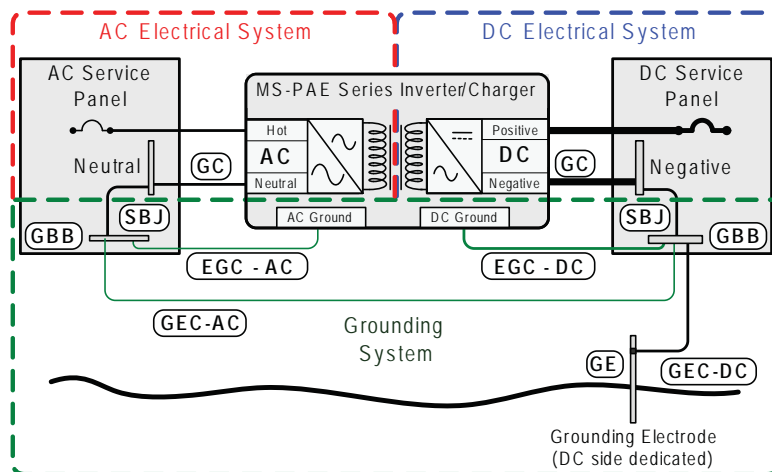 AC Electrical System
DC Electrical System
AC Service
Panel
MS-PAE Series Inverter/Charger
DC Service
Panel
Hot
AC
Neutral
Positive
DC
Negative
Neutral
GC
GC
Negative
SBJ
SBJ
GBB
GBB
AC Ground
DC Ground
EGC - AC
EGC - DC
GEC-AC
Grounding
System
GE
GEC-DC
Grounding Electrode
(DC side dedicated)